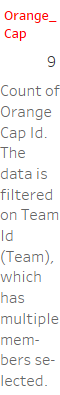 Orange_
Cap
9
Count of
Orange
Cap Id.
The
data is
filtered
on Team
Id
(Team),
which
has
multiple
mem-
bers se-
lected.